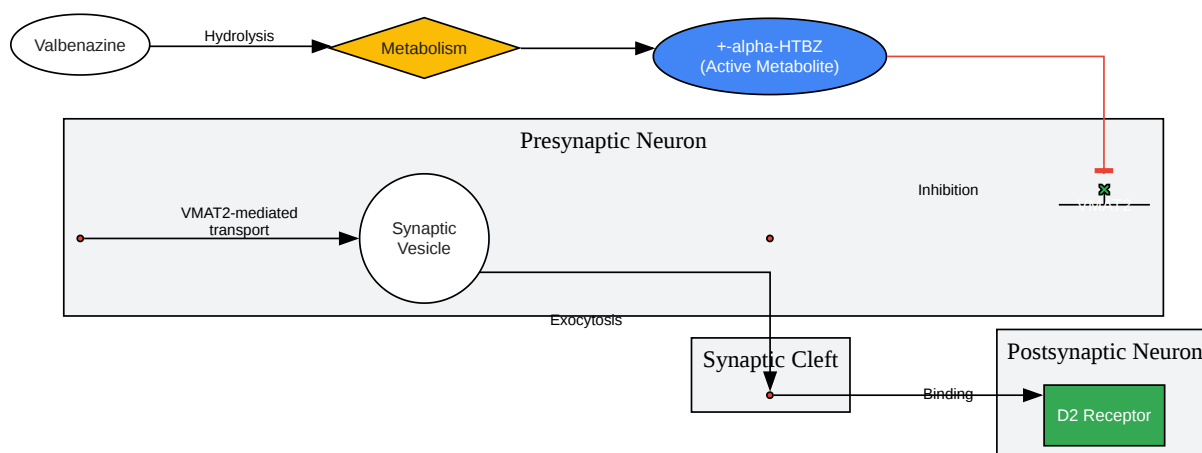 Valbenazine
Hydrolysis
Metabolism
+-alpha-HTBZ
(Active Metabolite)
Presynaptic Neuron
VMAT2-mediated
transport
Synaptic
Vesicle
Inhibition
VMAT2
Exocytosis
Synaptic Cleft
Postsynaptic Neuron
Binding
D2 Receptor